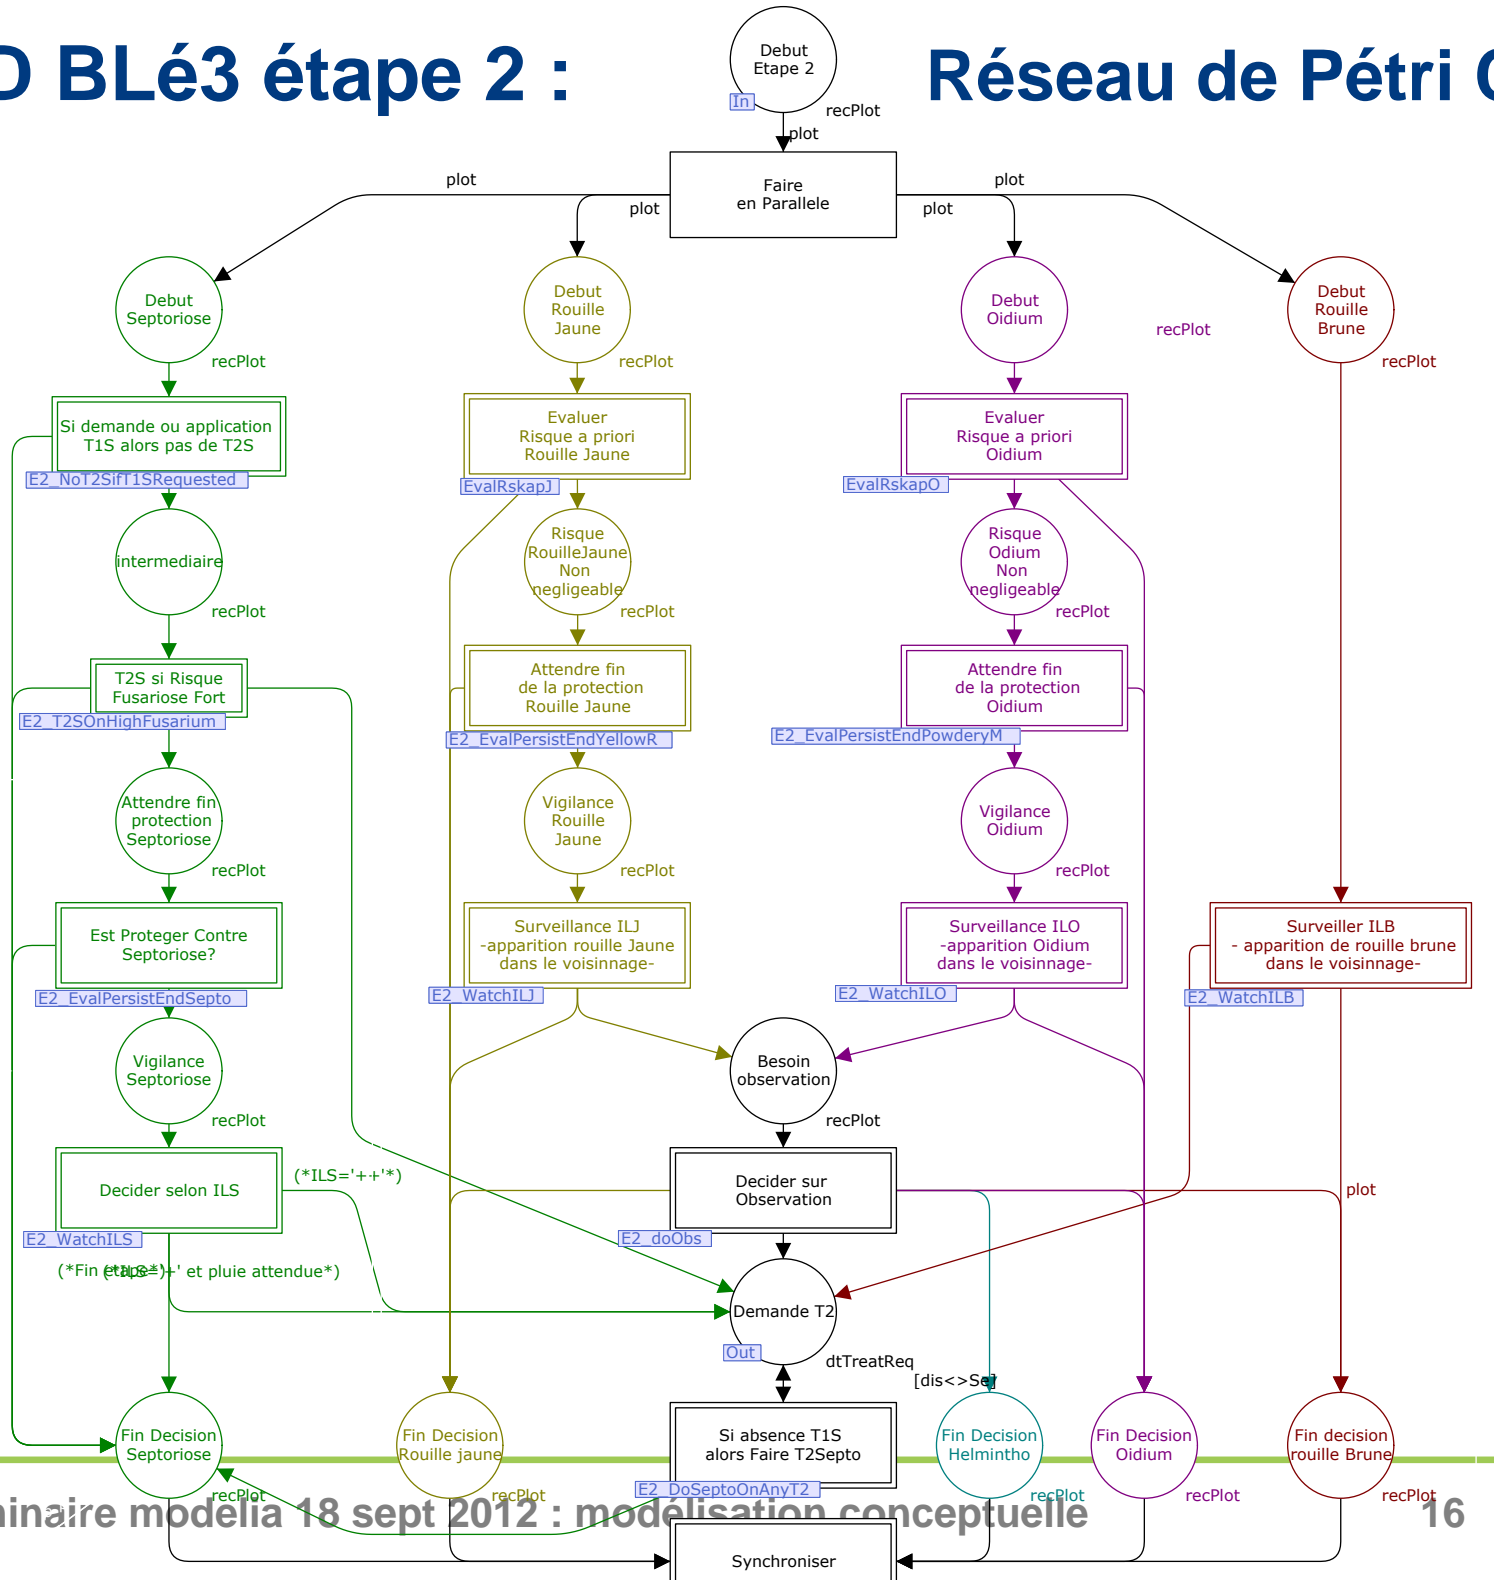 D BLé3 étape 2 :
Réseau de Pétri
Debut
Etape 2
In
recPlot
plot
Faire
en Parallele
plot
plot
plot
plot
Debut
Septoriose
recPlot
Debut
Rouille
Jaune
recPlot
Debut
Oidium
recPlot
Debut
Rouille
Brune
recPlot
Si demande ou application
T1S alors pas de T2S
E2_NoT2SifT1SRequested
Evaluer
Risque a priori
Rouille Jaune
EvalRskapJ
Evaluer
Risque a priori
Oidium
EvalRskapO
intermediaire
recPlot
Risque
RouilleJaune
Non
negligeable
recPlot
Risque
Odium
Non
negligeable
recPlot
T2S si Risque
Fusariose Fort
E2_T2SOnHighFusarium
Attendre fin
de la protection
Rouille Jaune
E2_EvalPersistEndYellowR
Attendre fin
de la protection
Oidium
E2_EvalPersistEndPowderyM
Attendre fin
protection
Septoriose
recPlot
Vigilance
Rouille
Jaune
recPlot
Vigilance
Oidium
recPlot
Est Proteger Contre
Septoriose?
E2_EvalPersistEndSepto
Surveillance ILJ
-apparition rouille Jaune
dans le voisinnage-
E2_WatchILJ
Surveillance ILO
-apparition Oidium
dans le voisinnage-
E2_WatchILO
Surveiller ILB
- apparition de rouille brune
dans le voisinnage-
E2_WatchILB
Vigilance
Septoriose
recPlot
Besoin
observation
recPlot
Decider selon ILS
E2_WatchILS
(*ILS='++'*)
Decider sur
Observation
E2_doObs
plot
(*Fin etape*)
(*ILS='+' et pluie attendue*)
Demande T2
Out
dtTreatReq
[dis<>Se]
Fin Decision
Septoriose
recPlot
Fin Decision
Rouille jaune
recPlot
Si absence T1S
alors Faire T2Septo
E2_DoSeptoOnAnyT2
Fin Decision
Helmintho
recPlot
Fin Decision
Oidium
recPlot
Fin decision
rouille Brune
recPlot
inaire modelia 18 sept 2012 : modélisation conceptuelle
16
Synchroniser